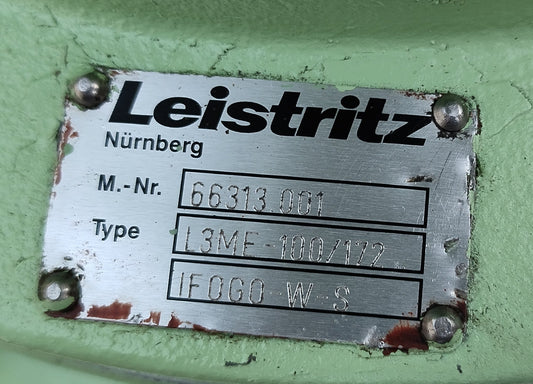 Leistritz
Nürnberg
M.-Nr. 66313 001
Type L3MF-100/172
IFOGO W-S